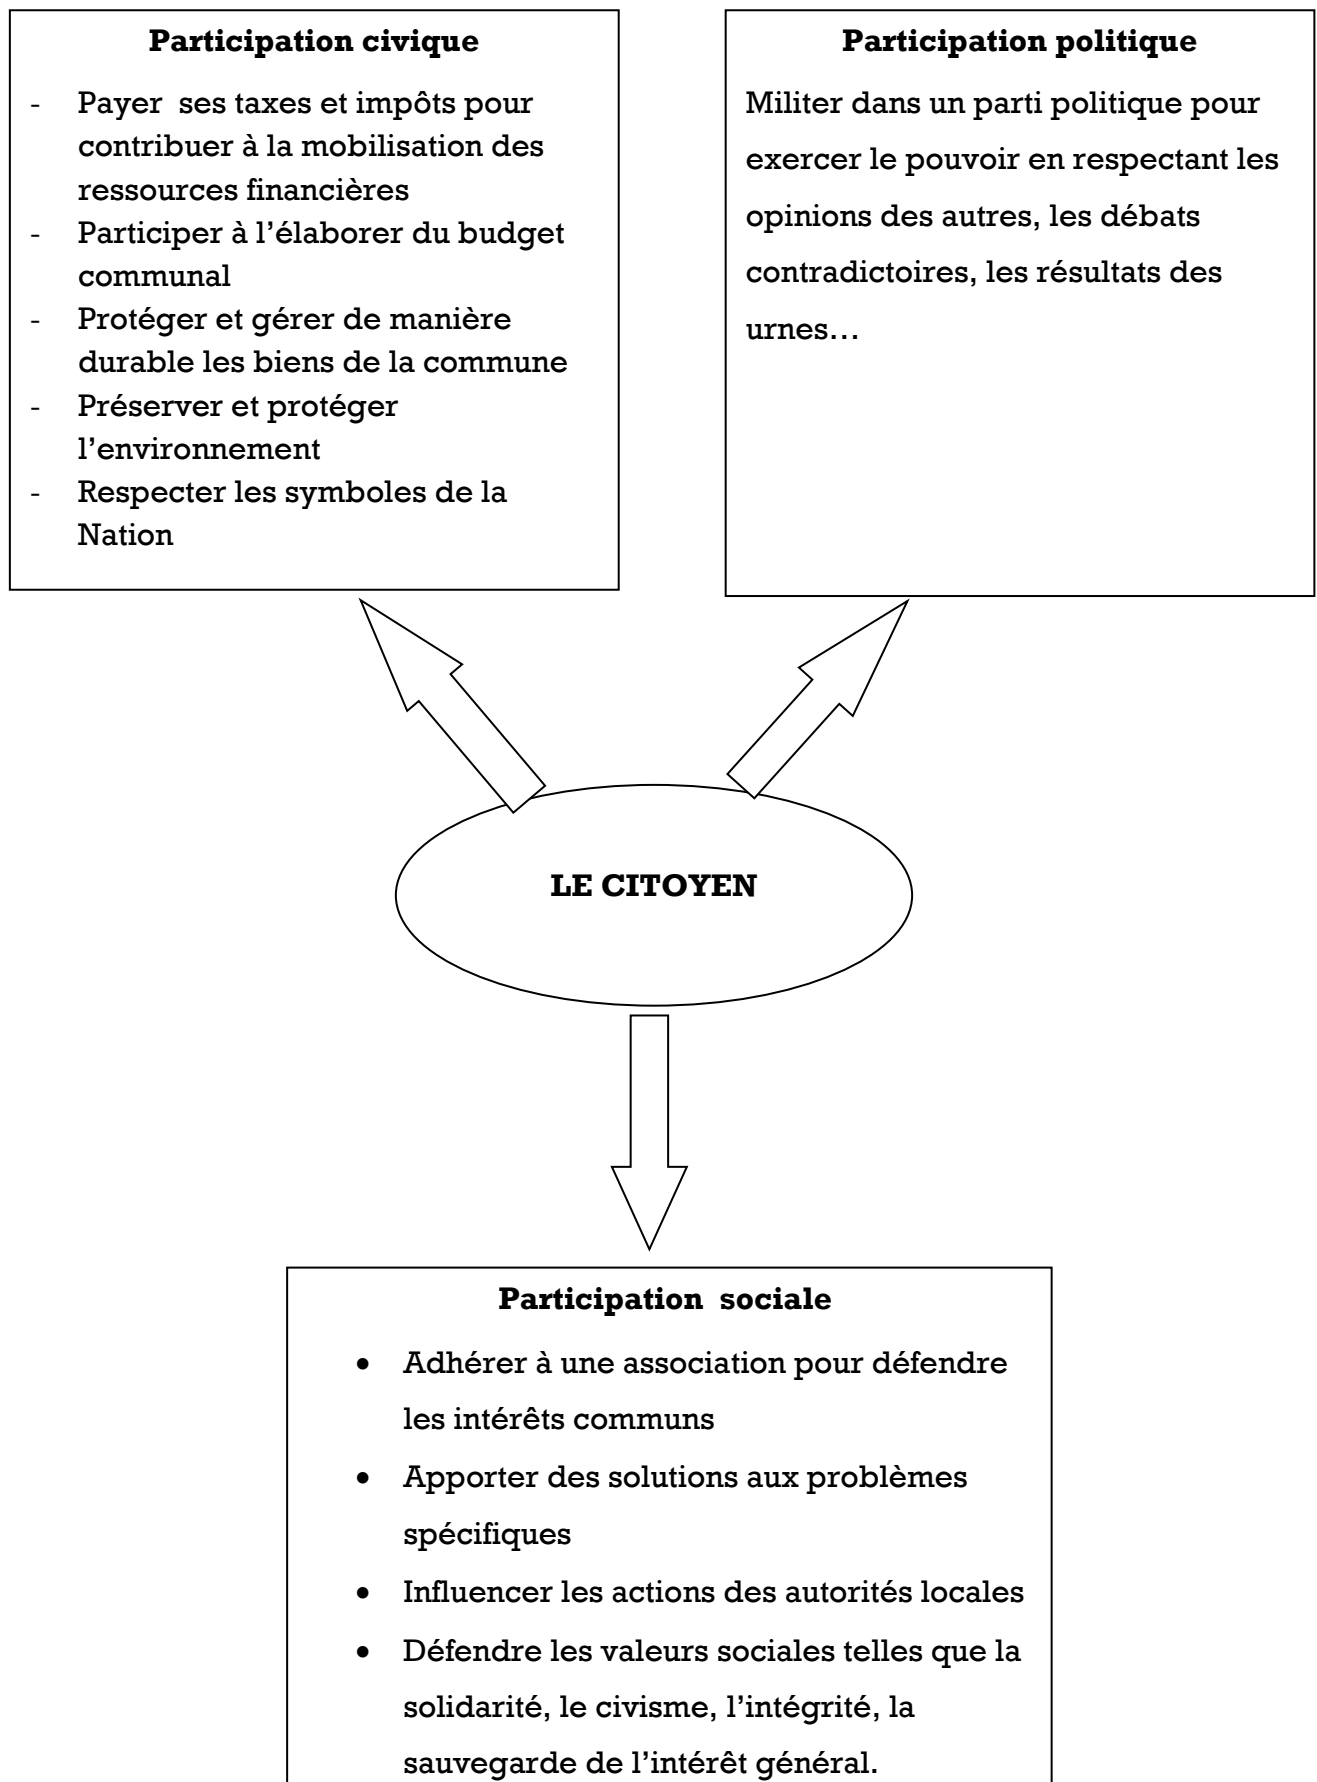 Participation civique
- Payer ses taxes et impôts pour
contribuer à la mobilisation des
ressources financières
- Participer à l’élaborer du budget
communal
- Protéger et gérer de manière
durable les biens de la commune
- Préserver et protéger
l’environnement
- Respecter les symboles de la
Nation
Participation politique
Militer dans un parti politique pour
exercer le pouvoir en respectant les
opinions des autres, les débats
contradictoires, les résultats des
urnes…
LE CITOYEN
Participation sociale
• Adhérer à une association pour défendre
les intérêts communs
• Apporter des solutions aux problèmes
spécifiques
• Influencer les actions des autorités locales
• Défendre les valeurs sociales telles que la
solidarité, le civisme, l’intégrité, la
sauvegarde de l’intérêt général.